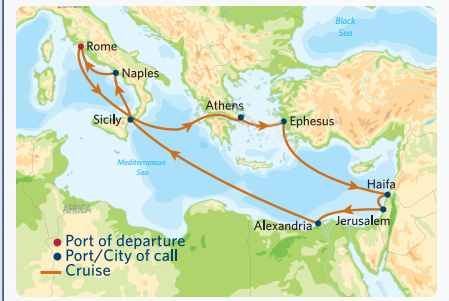 Black
Sea
Rome
Naples
Athens
Sicily
Ephesus
Mediterranean
Sea
Haifa
AFRICA
Jerusalem
Alexandria
Port of departure
Port/City of call
Cruise